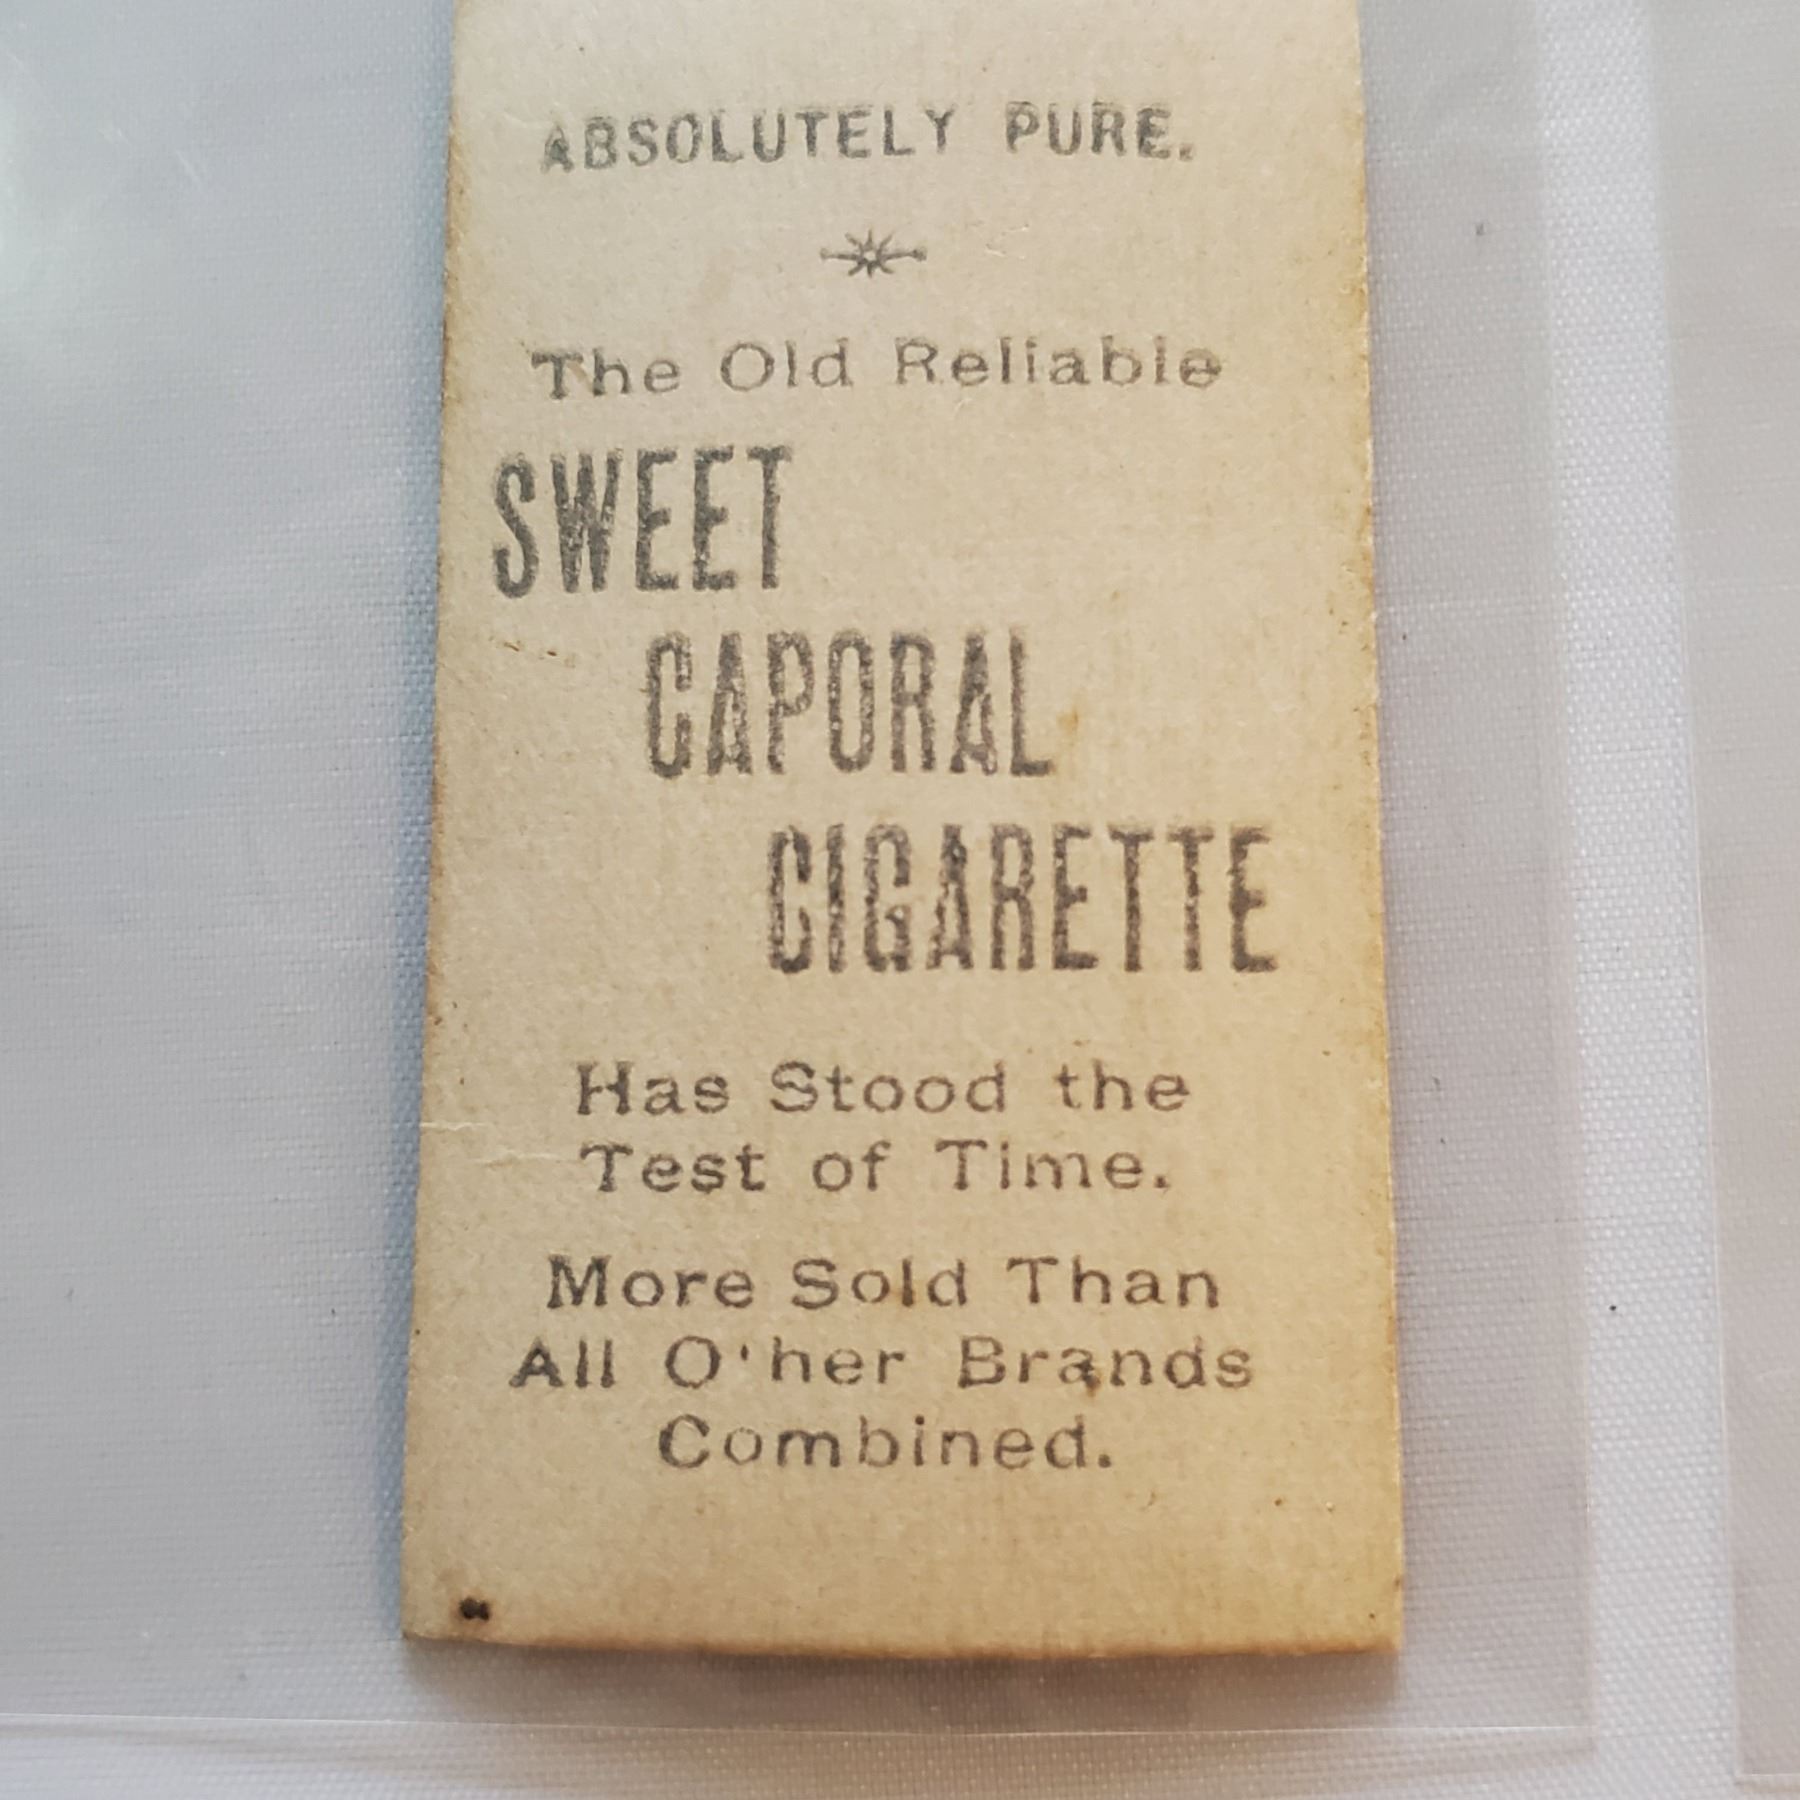 ABSOLUTELY PURE.
The Old Reliable
SWEET
CAPORAL
CIGARETTE
Has Stood the
Test of Time.
More Sold Than
All O'her Brands
Combined.